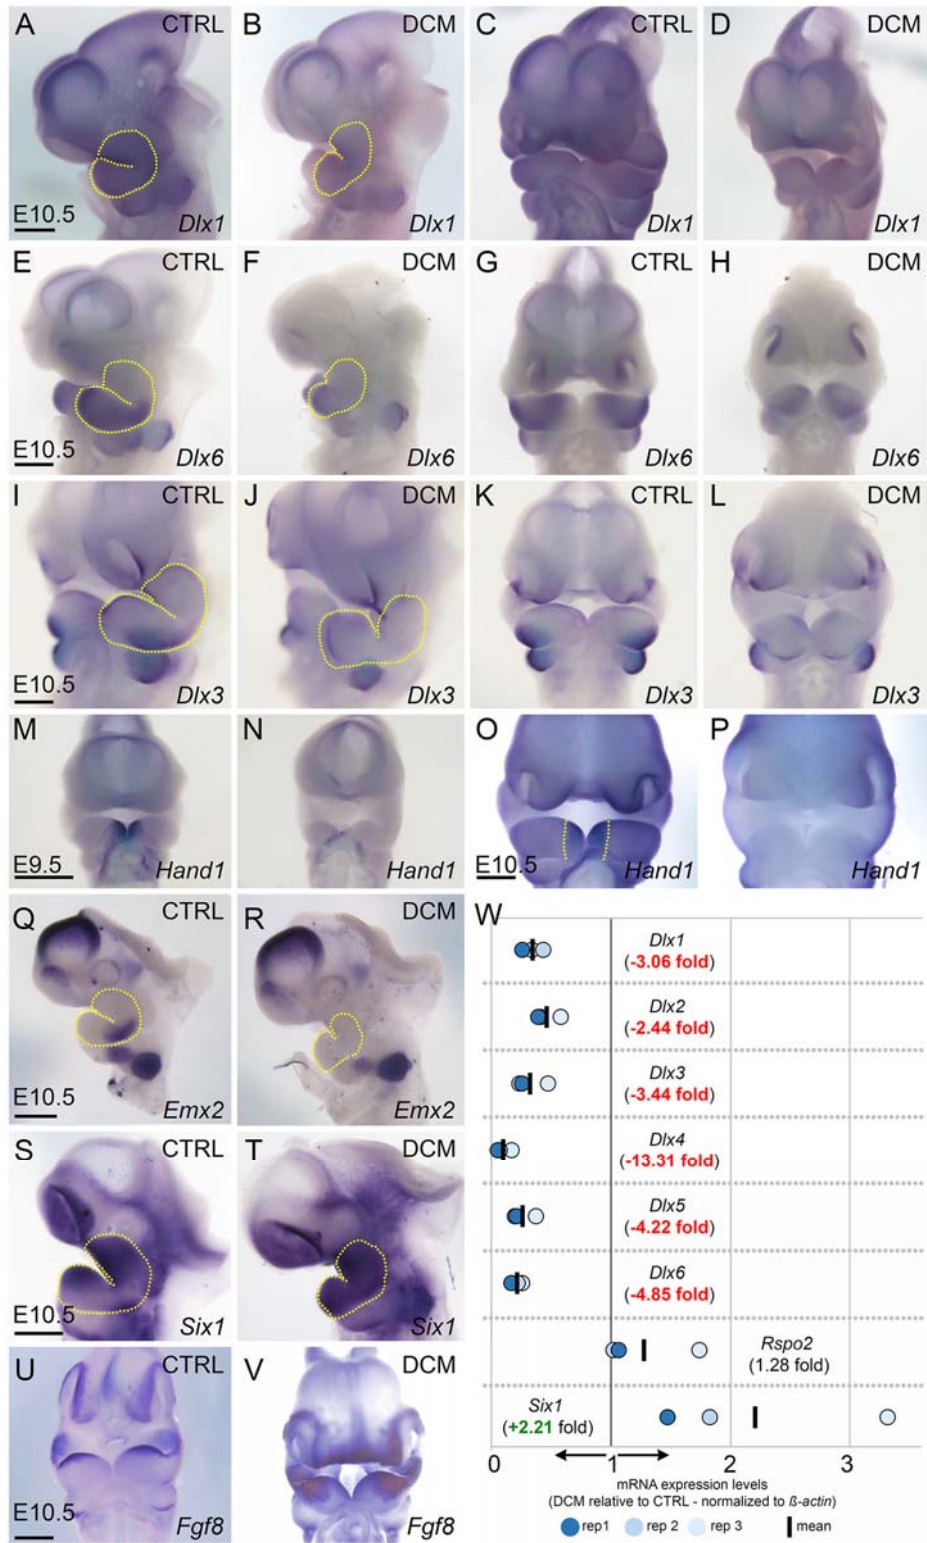 A CTRL B DCM C CTRL D DCM
E10.5 Dlx1 Dlx1 Dlx1 Dlx1
E CTRL F DCM G CTRL H DCM
E10.5 Dlx6 Dlx6 Dlx6 Dlx6
I CTRL J DCM K CTRL L DCM
E10.5 Dlx3 Dlx3 Dlx3 Dlx3
M N O P
E9.5 Hand1 Hand1 E10.5 Hand1 Hand1
Q CTRL R DCM
E10.5 Emx2 Emx2
S CTRL T DCM
E10.5 Six1 Six1
U CTRL V DCM
E10.5 Fgf8 Fgf8
W
Dlx1
(-3.06 fold)
Dlx2
(-2.44 fold)
Dlx3
(-3.44 fold)
Dlx4
(-13.31 fold)
Dlx5
(-4.22 fold)
Dlx6
(-4.85 fold)
Rspo2
(1.28 fold)
Six1
(+2.21 fold)
0 1 2 3
mRNA expression levels
(DCM relative to CTRL - normalized to ß-actin)
rep1 rep 2 rep 3 mean